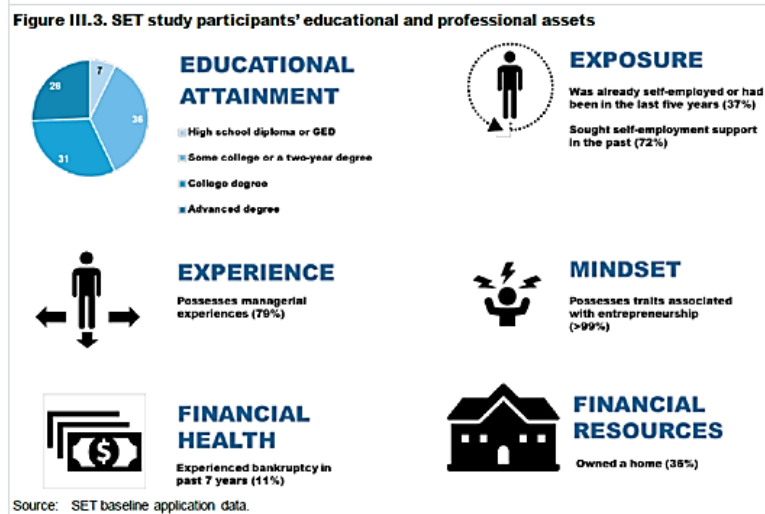 Figure III.3. SET study participants' educational and professional assets
7
36
31
26
EDUCATIONAL
ATTAINMENT
High school diploma or GED
Some college or a two-year degree
College degree
Advanced degree
EXPOSURE
Was already self-employed or had
been in the last five years (37%)
Sought self-employment support
in the past (72%)
EXPERIENCE
Possesses managerial
experiences (79%)
MINDSET
Possesses traits associated
with entrepreneurship
(>99%)
$
FINANCIAL
HEALTH
Experienced bankruptcy in
past 7 years (11%)
FINANCIAL
RESOURCES
Owned a home (36%)
Source: SET baseline application data.